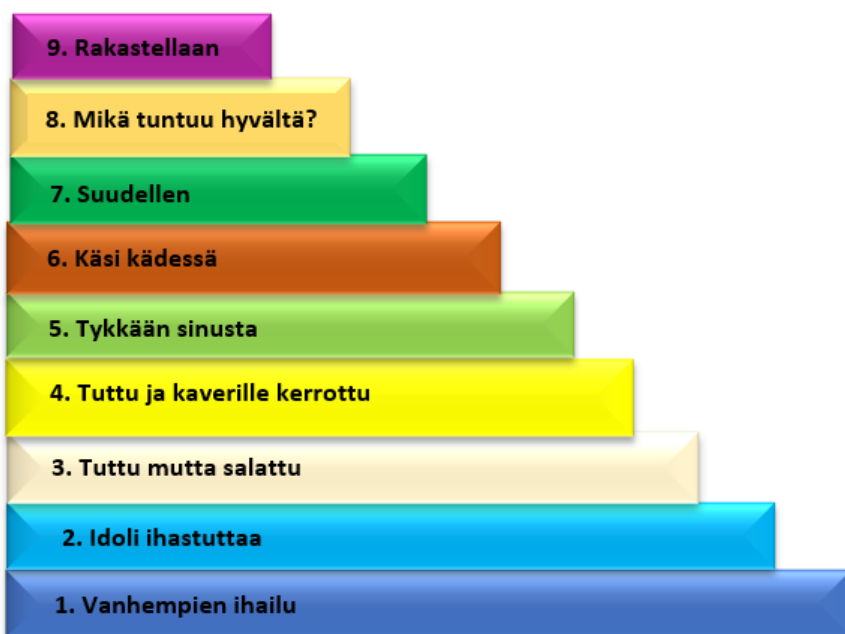 9. Rakastellaan
8. Mikä tuntuu hyvältä?
7. Suudellen
6. Käsi kädessä
5. Tykkään sinusta
4. Tuttu ja kaverille kerrottu
3. Tuttu mutta salattu
2. Idoli ihastuttaa
1. Vanhempien ihailu